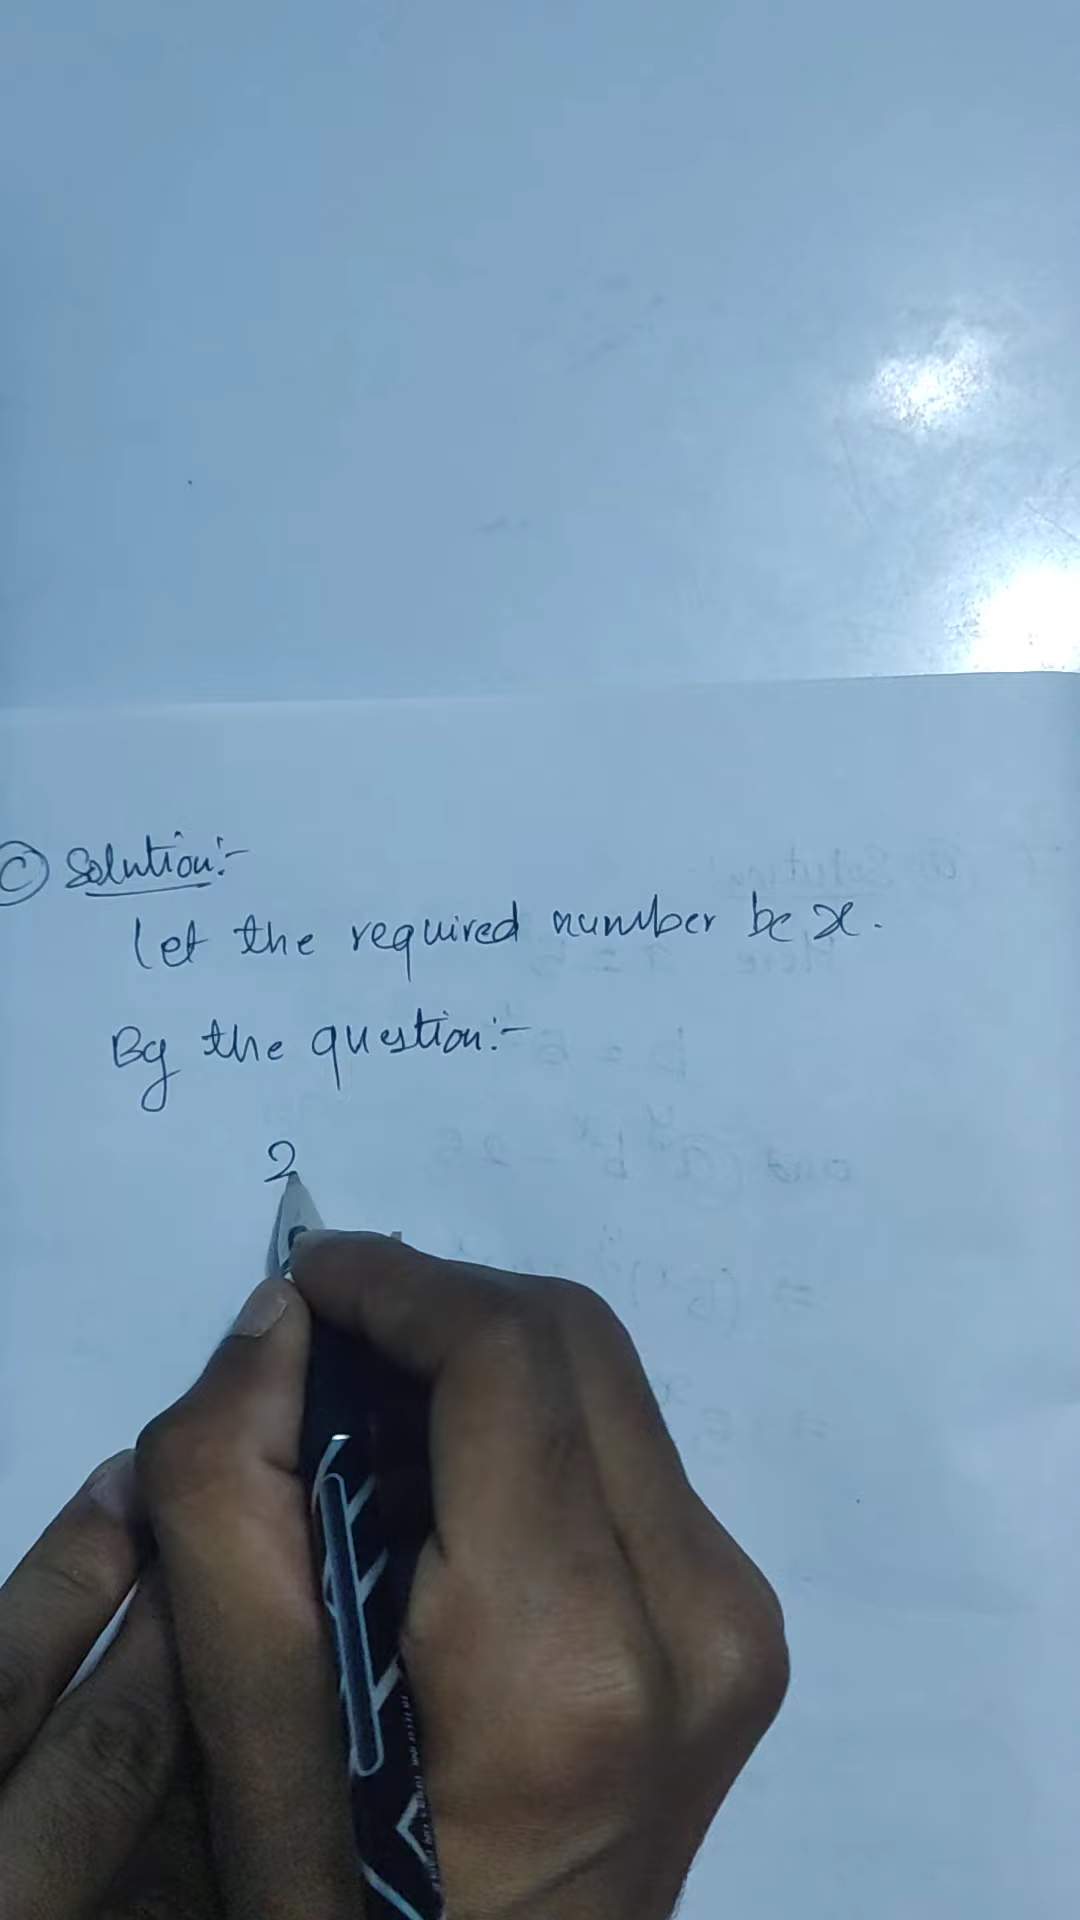 (C) Solution:-
Let the required number be x.
By the question:-
2